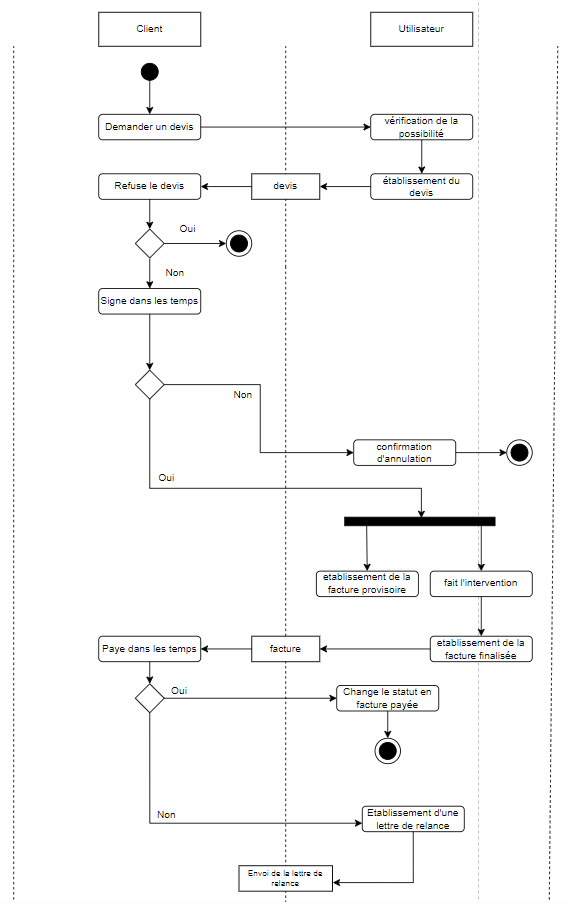 Client
Utilisateur
Demander un devis
vérification de la
possibilité
Refuse le devis
devis
établissement du
devis
Oui
Non
Signe dans les temps
Non
confirmation
d'annulation
Oui
etablissement de la
facture provisoire
fait l'intervention
Paye dans les temps
facture
etablissement de la
facture finalisée
Oui
Change le statut en
facture payée
Non
Etablissement d'une
lettre de relance
Envoi de la lettre de
relance